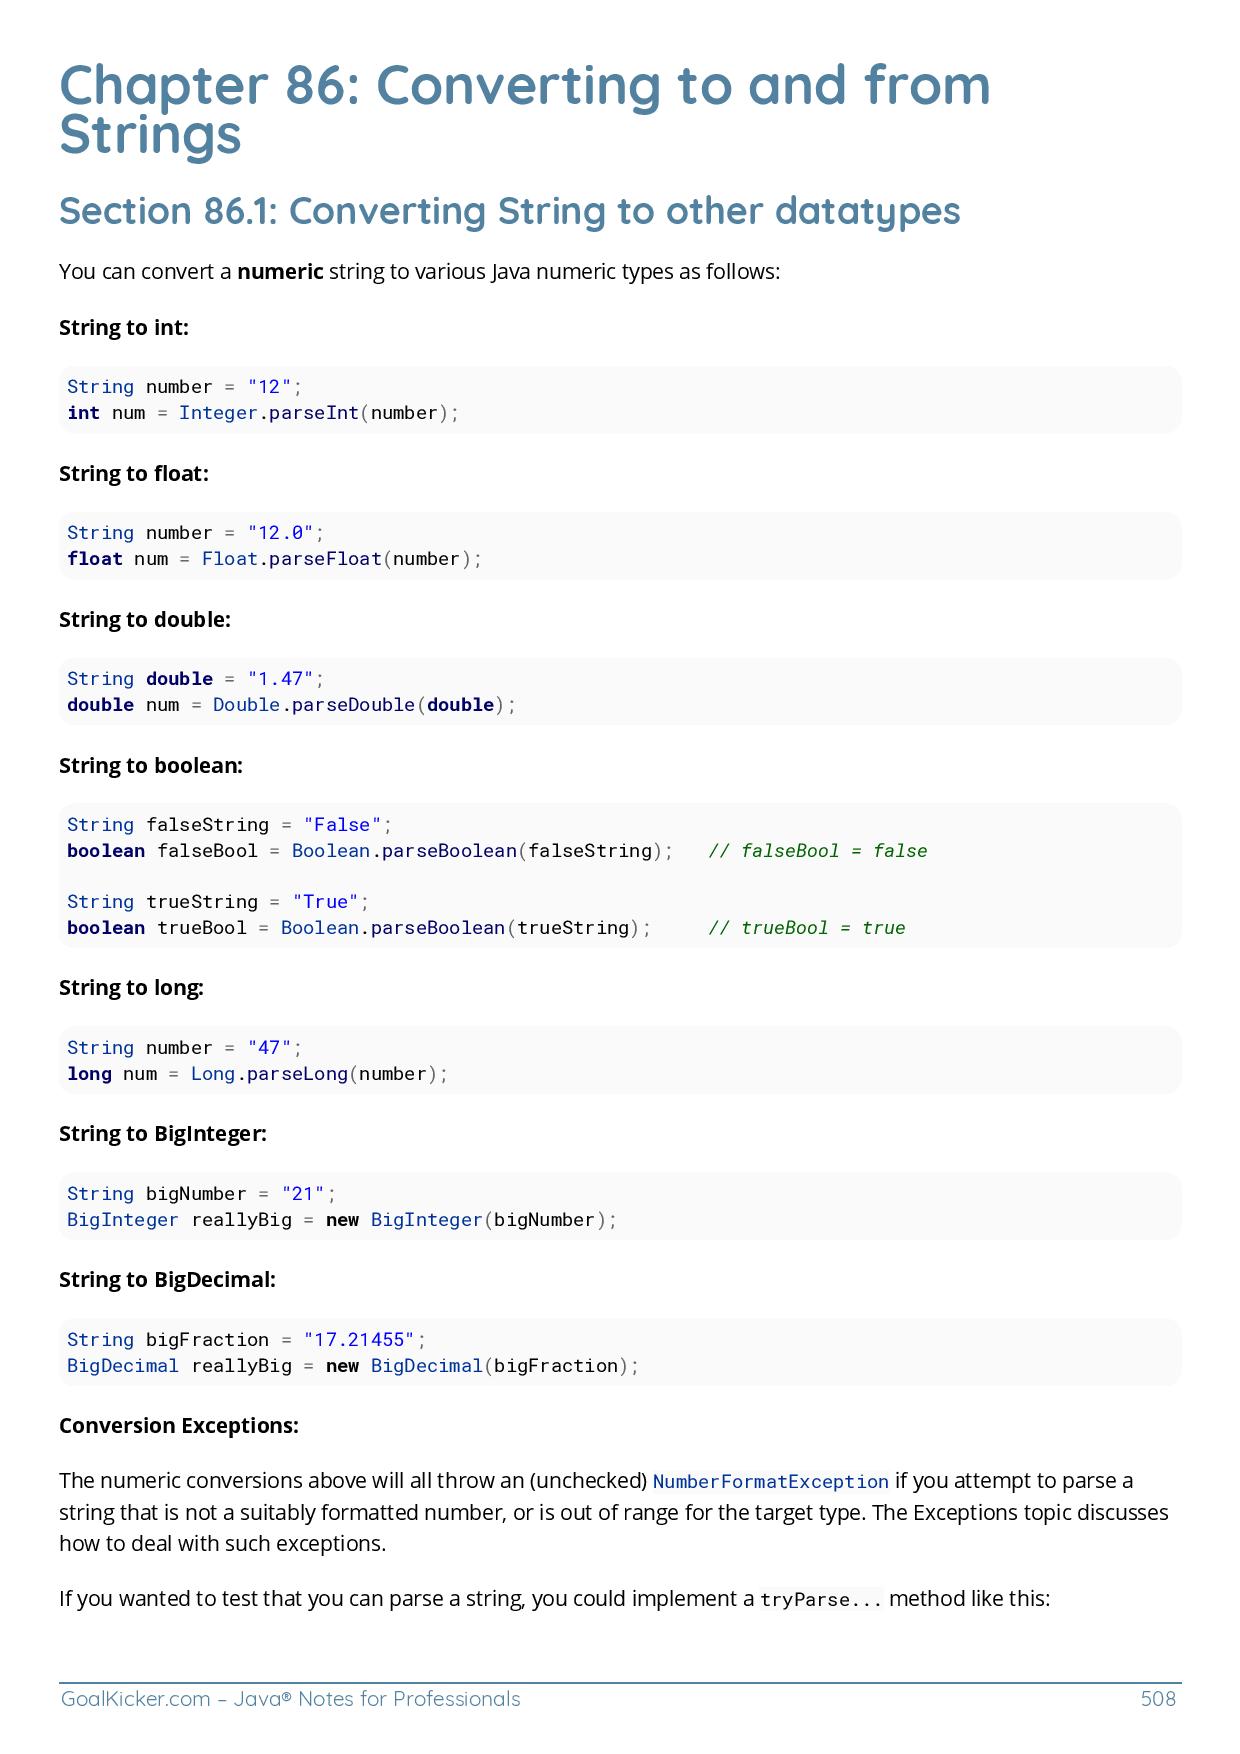 Chapter 86: Converting to and from
Strings
Section 86.1: Converting String to other datatypes
You can convert a numeric string to various Java numeric types as follows:
String to int:
String number = "12";
int num = Integer.parseInt(number);
String to float:
String number = "12.0";
float num = Float.parseFloat(number);
String to double:
String double = "1.47";
double num = Double.parseDouble(double);
String to boolean:
String falseString = "False";
boolean falseBool = Boolean.parseBoolean(falseString);   // falseBool = false
String trueString = "True";
boolean trueBool = Boolean.parseBoolean(trueString);     // trueBool = true
String to long:
String number = "47";
long num = Long.parseLong(number);
String to BigInteger:
String bigNumber = "21";
BigInteger reallyBig = new BigInteger(bigNumber);
String to BigDecimal:
String bigFraction = "17.21455";
BigDecimal reallyBig = new BigDecimal(bigFraction);
Conversion Exceptions:
The numeric conversions above will all throw an (unchecked) NumberFormatException if you attempt to parse a
string that is not a suitably formatted number, or is out of range for the target type. The Exceptions topic discusses
how to deal with such exceptions.
If you wanted to test that you can parse a string, you could implement a tryParse... method like this:
GoalKicker.com – Java® Notes for Professionals 508